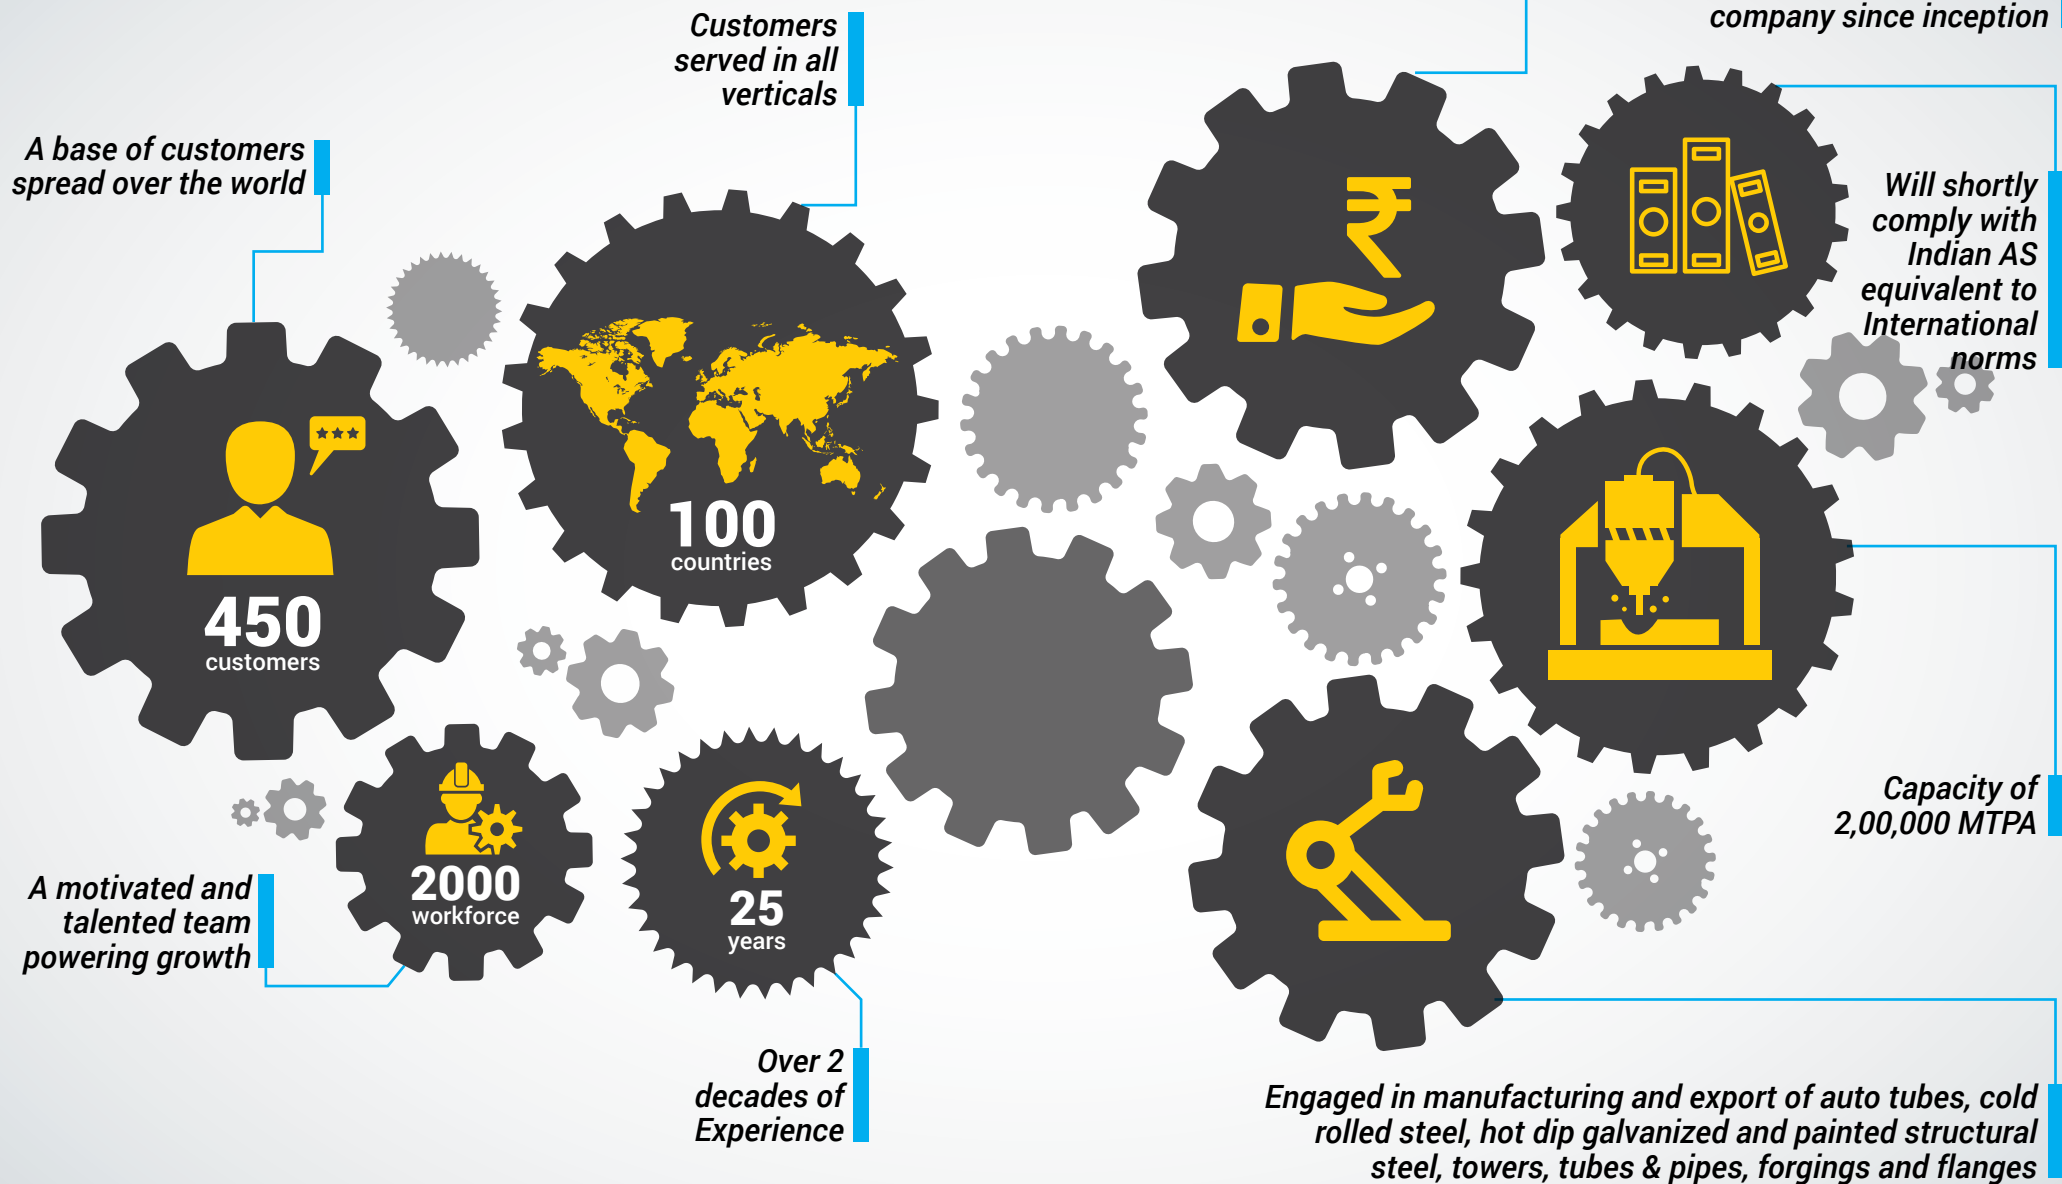 company since inception
Customers
served in all
verticals
A base of customers
spread over the world
Will shortly
comply with
Indian AS
equivalent to
International
norms
₹
100
countries
450
customers
Capacity of
2,00,000 MTPA
2000
workforce
25
years
A motivated and
talented team
powering growth
Over 2
decades of
Experience
Engaged in manufacturing and export of auto tubes, cold
rolled steel, hot dip galvanized and painted structural
steel, towers, tubes & pipes, forgings and flanges